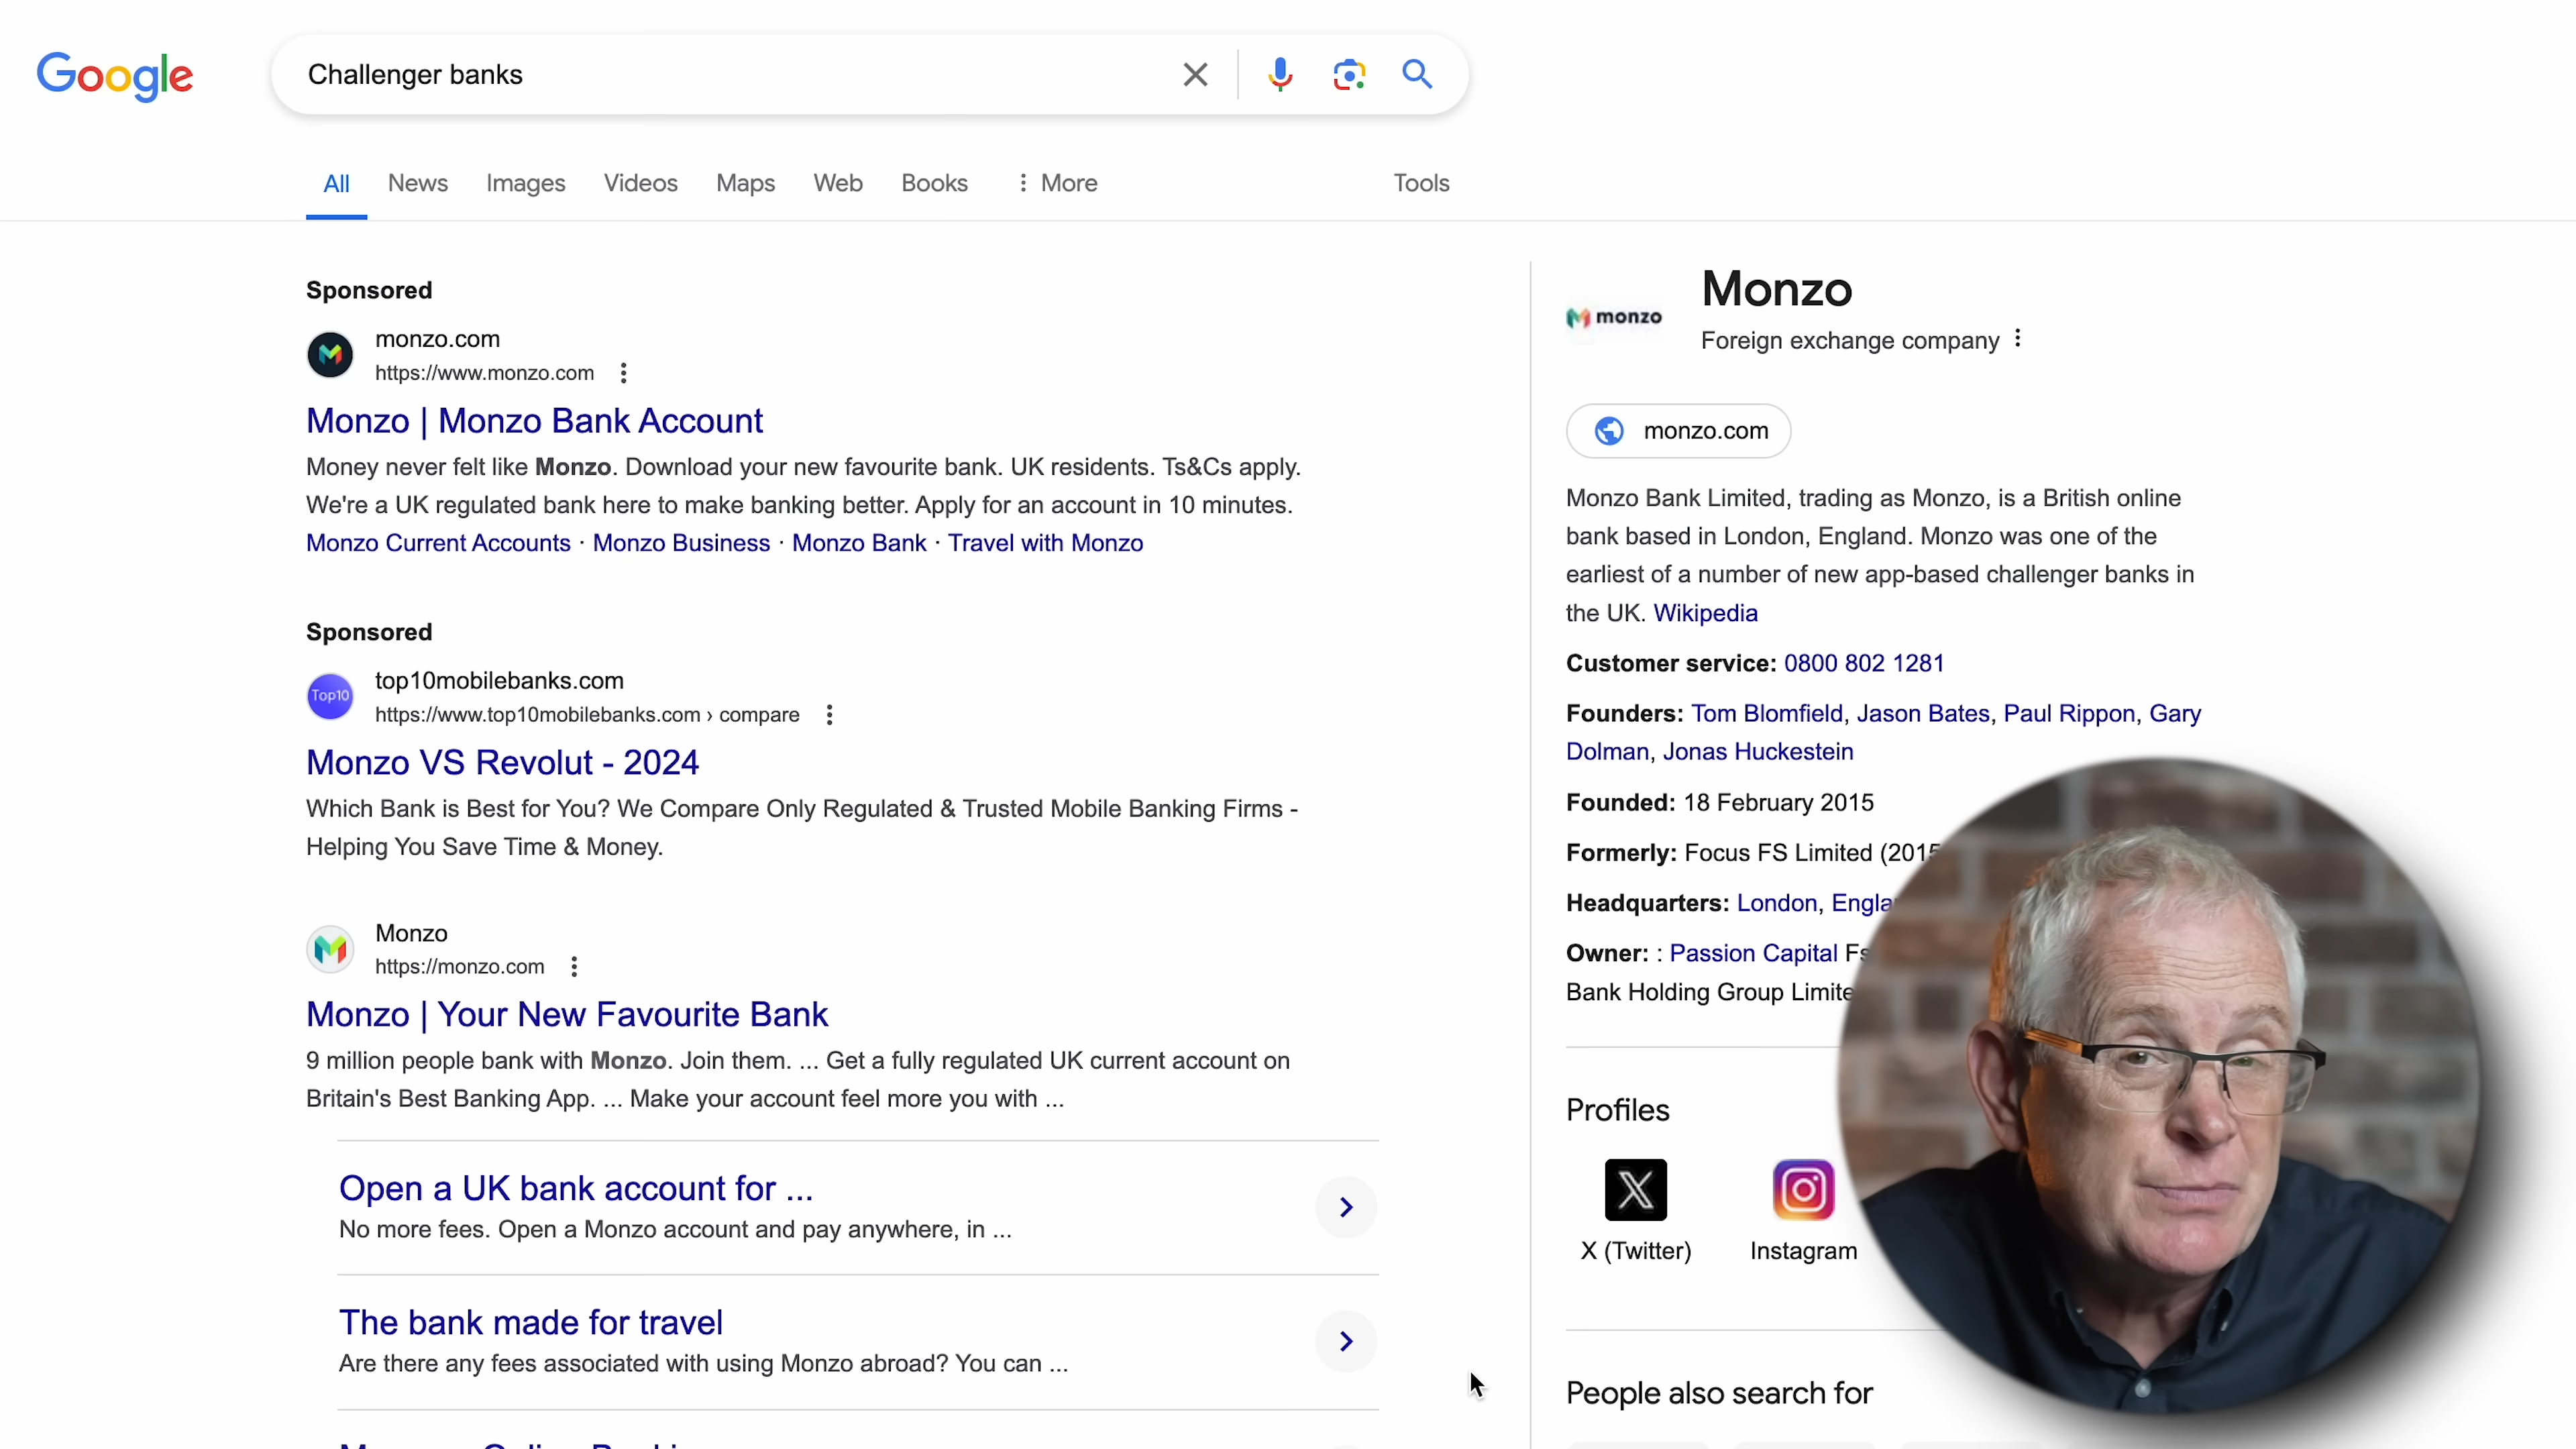 Google
Challenger banks
All News Images Videos Maps Web Books More Tools
Sponsored
monzo.com
https://www.monzo.com
Monzo | Monzo Bank Account
Money never felt like Monzo. Download your new favourite bank. UK residents. Ts&Cs apply.
We're a UK regulated bank here to make banking better. Apply for an account in 10 minutes.
Monzo Current Accounts · Monzo Business · Monzo Bank · Travel with Monzo
Sponsored
Top10
top10mobilebanks.com
https://www.top10mobilebanks.com › compare
Monzo VS Revolut - 2024
Which Bank is Best for You? We Compare Only Regulated & Trusted Mobile Banking Firms -
Helping You Save Time & Money.
Monzo
https://monzo.com
Monzo | Your New Favourite Bank
9 million people bank with Monzo. Join them. ... Get a fully regulated UK current account on
Britain's Best Banking App. ... Make your account feel more you with ...
Open a UK bank account for ...
No more fees. Open a Monzo account and pay anywhere, in ...
The bank made for travel
Are there any fees associated with using Monzo abroad? You can ...
monzo
Monzo
Foreign exchange company
monzo.com
Monzo Bank Limited, trading as Monzo, is a British online
bank based in London, England. Monzo was one of the
earliest of a number of new app-based challenger banks in
the UK. Wikipedia
Customer service: 0800 802 1281
Founders: Tom Blomfield, Jason Bates, Paul Rippon, Gary
Dolman, Jonas Huckestein
Founded: 18 February 2015
Formerly: Focus FS Limited (2015
Headquarters: London,
Owner: : Passion Capital
Bank Holding Group
Profiles
X (Twitter) Instagram
People also search for